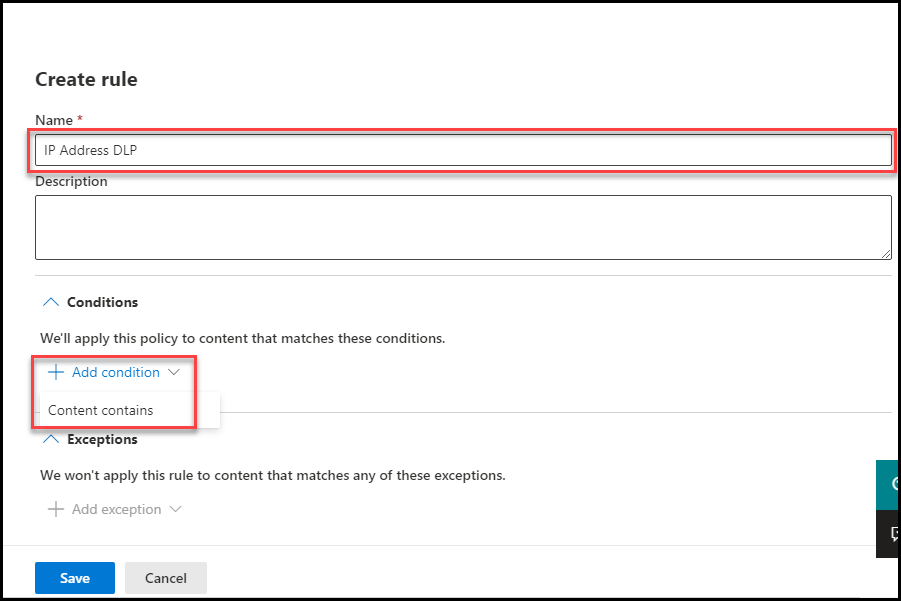 Create rule
Name *
IP Address DLP
Description
Conditions
We'll apply this policy to content that matches these conditions.
Add condition
Content contains
Exceptions
We won't apply this rule to content that matches any of these exceptions.
Add exception
Save Cancel